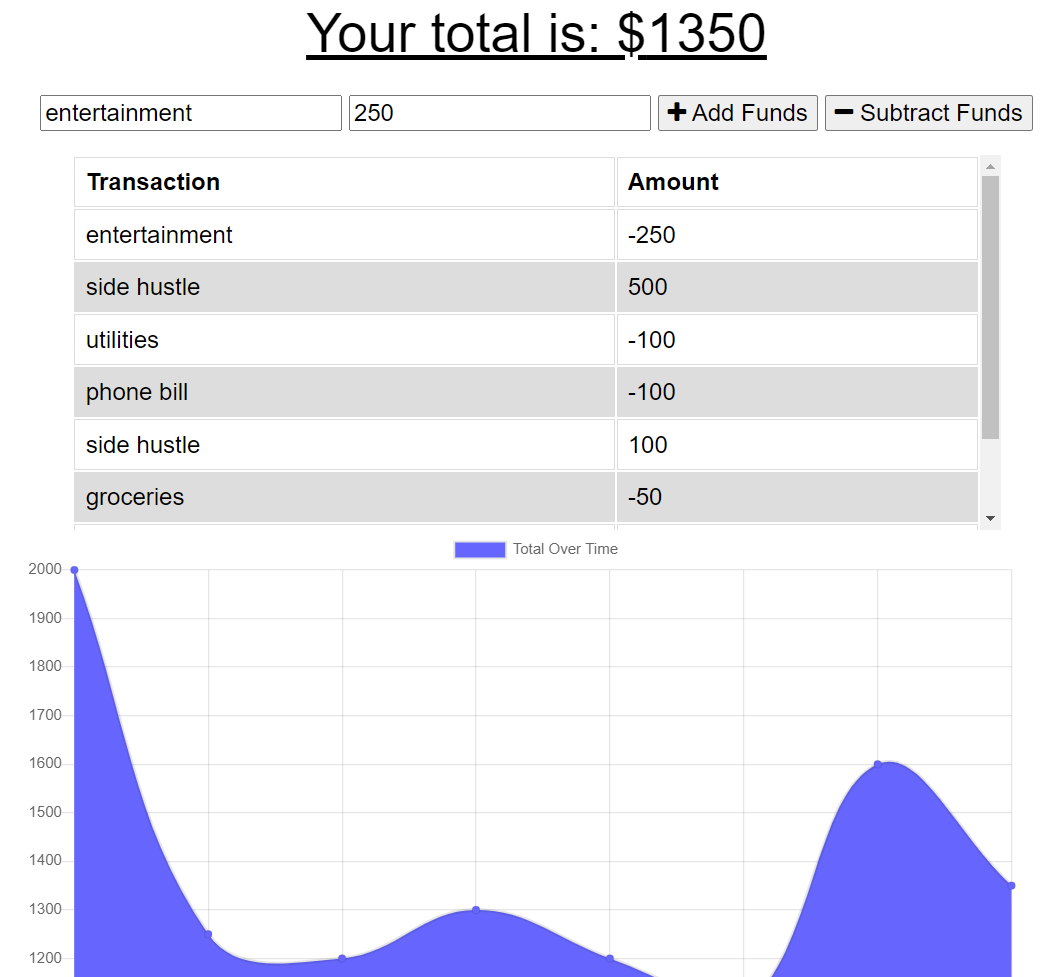 Your total is: $1350
entertainment 250 Add Funds Subtract Funds
Transaction Amount
entertainment -250
side hustle 500
utilities -100
phone bill -100
side hustle 100
groceries -50
Total Over Time
2000
1900
1800
1700
1600
1500
1400
1300
1200